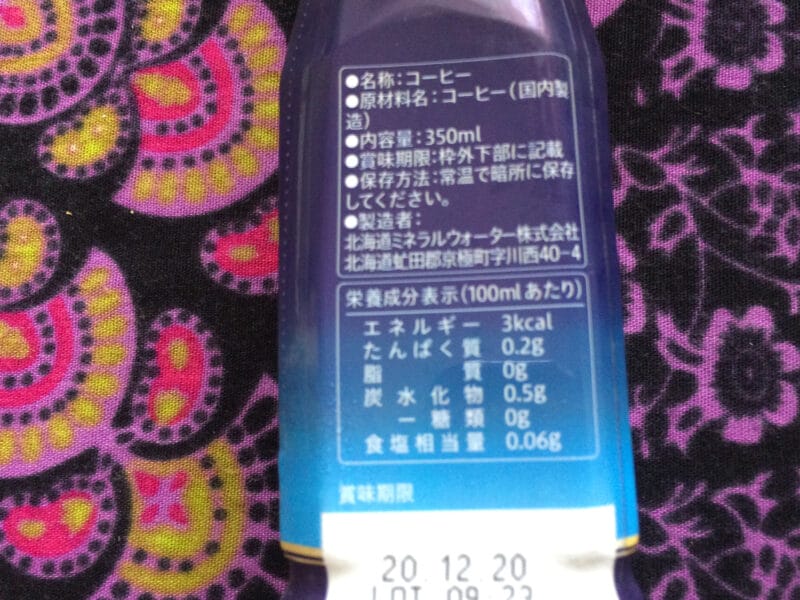 ●名称:コーヒー
●原材料名:コーヒー(国内製
造)
●内容量:350ml
●賞味期限:枠外下部に記載
●保存方法:常温で暗所に保存
してください。
●製造者:
北海道ミネラルウォーター株式会社
北海道虻田郡京極町字川西40-4
栄養成分表示(100mlあたり)
エネルギー 3kcal
たんぱく質 0.2g
脂質 0g
炭水化物 0.5g
ー糖類 0g
食塩相当量 0.06g
賞味期限
20.12.20
LOT 09 23